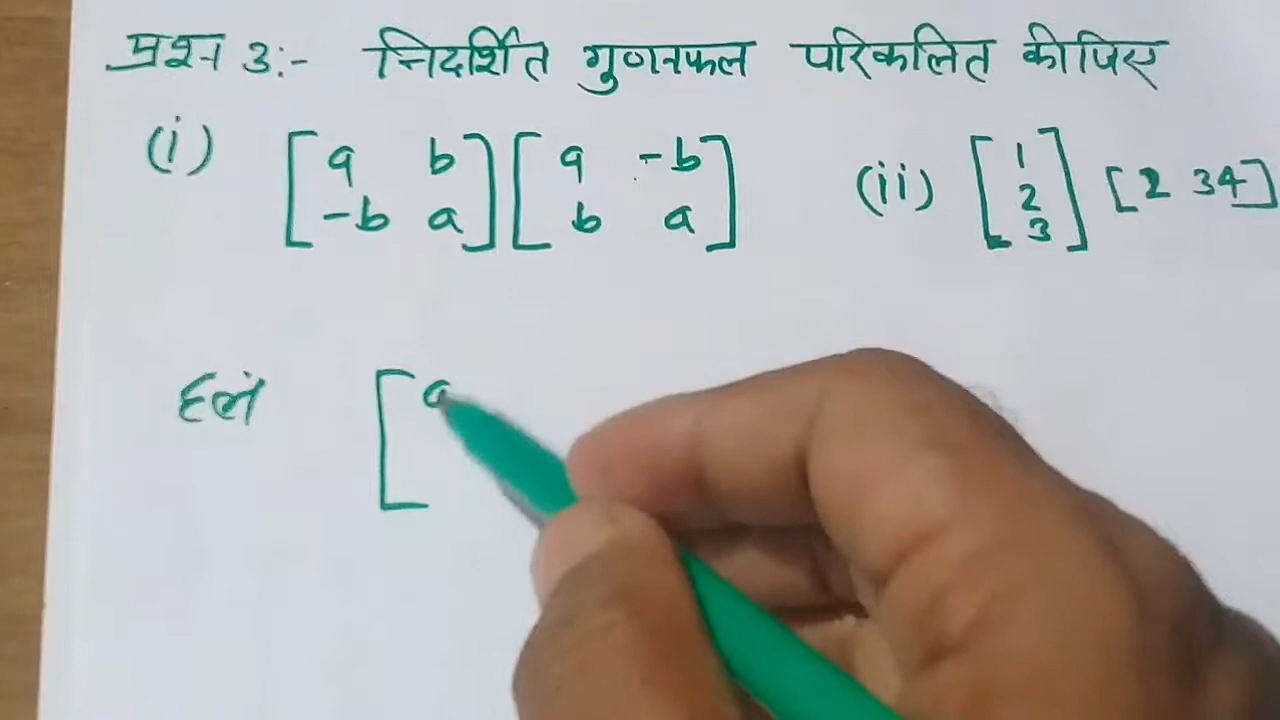 प्रश्न 3:- निदर्शित गुणनफल परिकलित कीजिए
(i) [a b -b a] [a -b b a] (ii) [1 2 3] [2 3 4]
हल [a